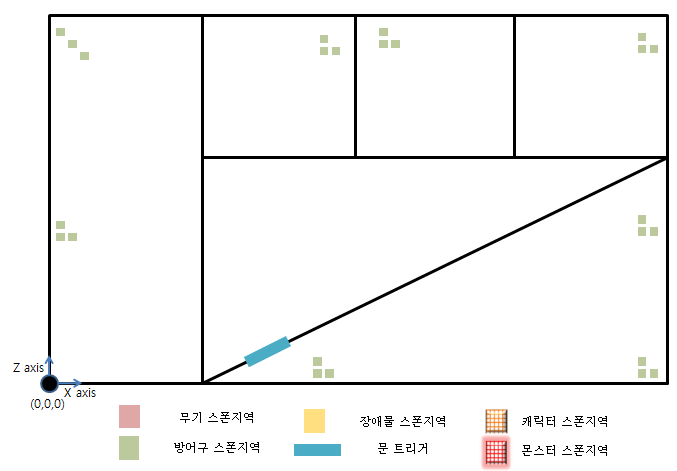 Z axis
X axis
(0,0,0)
무기 스폰지역
장애물 스폰지역
캐릭터 스폰지역
방어구 스폰지역
문 트리거
몬스터 스폰지역